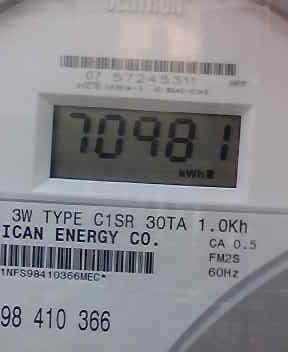 CENTRON
07 57245311
70981
kWh
3W TYPE C1SR 30TA 1.0Kh
ICAN ENERGY CO.
CA 0.5
FM2S
1NFS98410366MEC*
60Hz
98 410 366